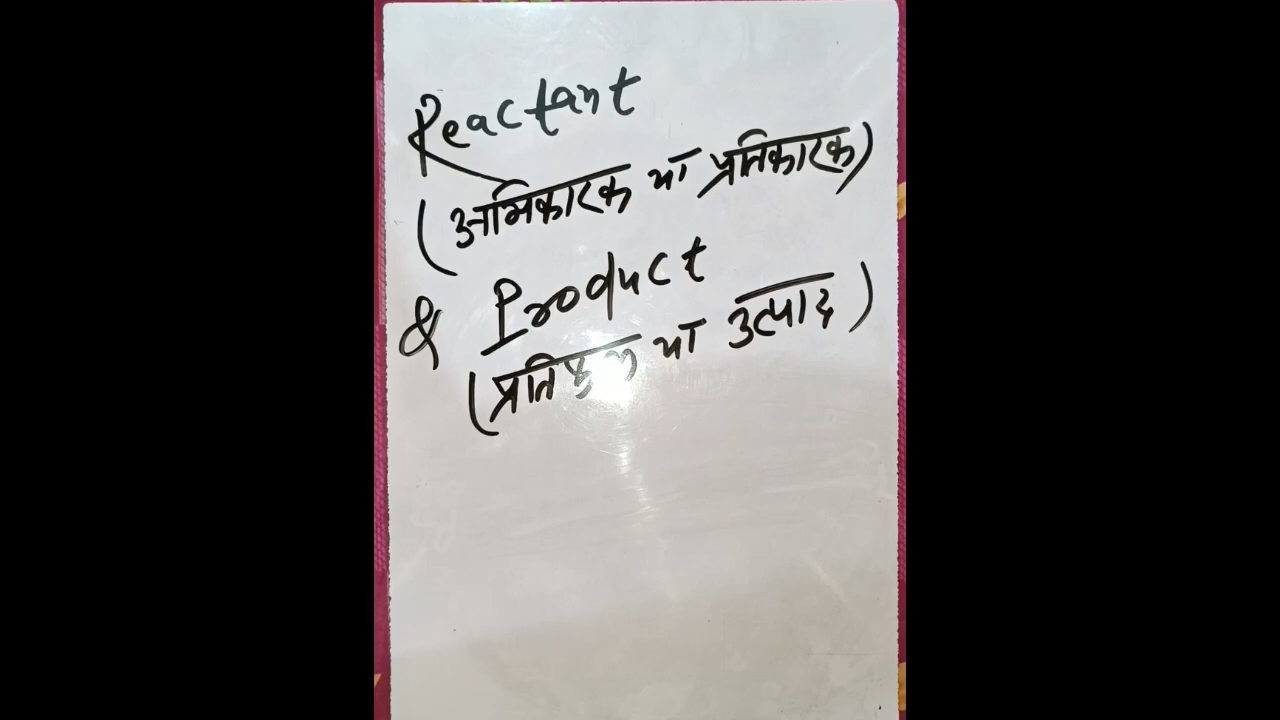 Reactant
(अभिकारक या प्रतिकारक)
& Product
(प्रतिफल या उत्पाद)